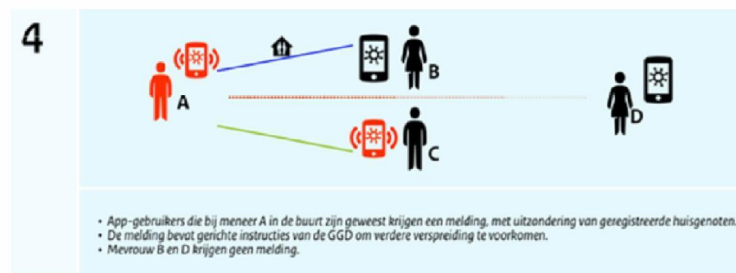 4
A
B
C
D
• App-gebruikers die bij meneer A in de buurt zijn geweest krijgen een melding, met uitzondering van geregistreerde huisgenoten.
• De melding bevat gerichte instructies van de GGD om verdere verspreiding te voorkomen.
• Mevrouw B en D krijgen geen melding.